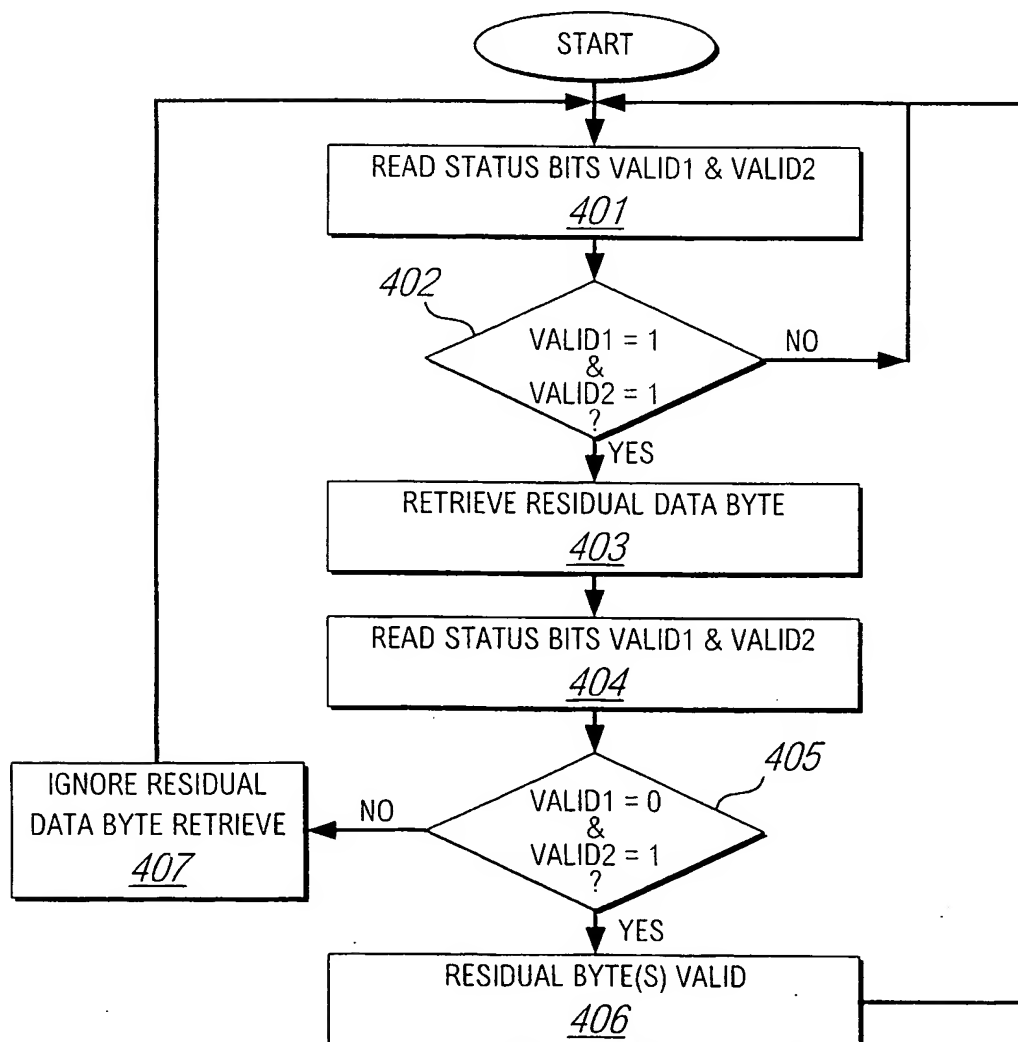 START
READ STATUS BITS VALID1 & VALID2
401
402
VALID1 = 1
&
VALID2 = 1
?
NO
YES
RETRIEVE RESIDUAL DATA BYTE
403
READ STATUS BITS VALID1 & VALID2
404
405
VALID1 = 0
&
VALID2 = 1
?
NO
IGNORE RESIDUAL
DATA BYTE RETRIEVE
407
YES
RESIDUAL BYTE(S) VALID
406